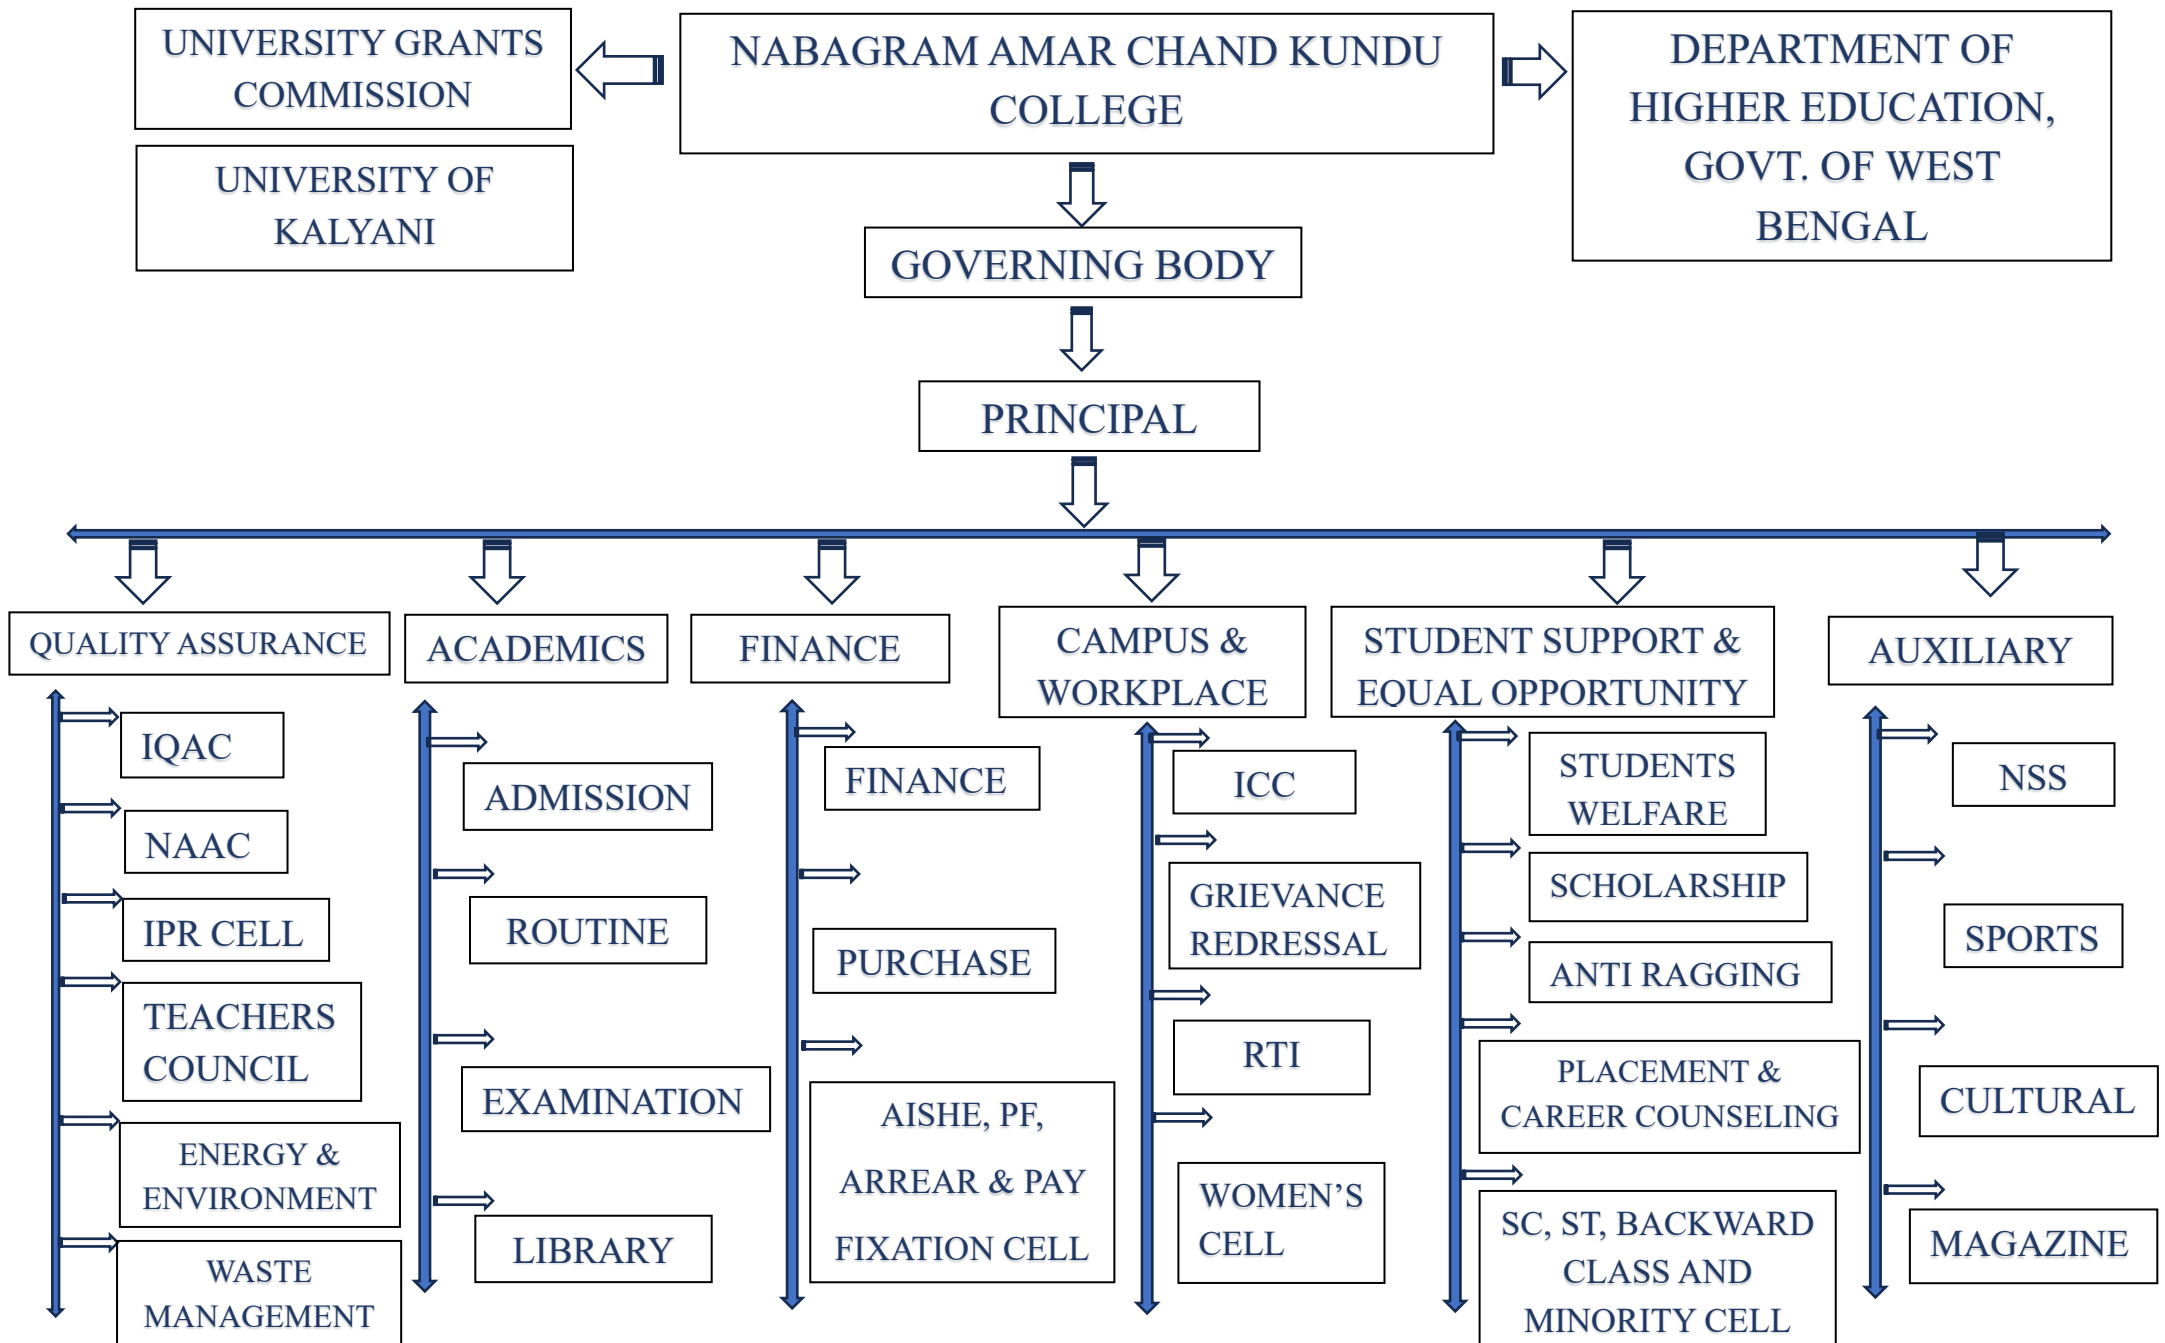 UNIVERSITY GRANTS
COMMISSION
UNIVERSITY OF
KALYANI
NABAGRAM AMAR CHAND KUNDU
COLLEGE
DEPARTMENT OF
HIGHER EDUCATION,
GOVT. OF WEST
BENGAL
GOVERNING BODY
PRINCIPAL
QUALITY ASSURANCE
IQAC
NAAC
IPR CELL
TEACHERS
COUNCIL
ENERGY &
ENVIRONMENT
WASTE
MANAGEMENT
ACADEMICS
ADMISSION
ROUTINE
EXAMINATION
LIBRARY
FINANCE
FINANCE
PURCHASE
AISHE, PF,
ARREAR & PAY
FIXATION CELL
CAMPUS &
WORKPLACE
ICC
GRIEVANCE
REDRESSAL
RTI
WOMEN’S
CELL
STUDENT SUPPORT &
EQUAL OPPORTUNITY
STUDENTS
WELFARE
SCHOLARSHIP
ANTI RAGGING
PLACEMENT &
CAREER COUNSELING
SC, ST, BACKWARD
CLASS AND
MINORITY CELL
AUXILIARY
NSS
SPORTS
CULTURAL
MAGAZINE